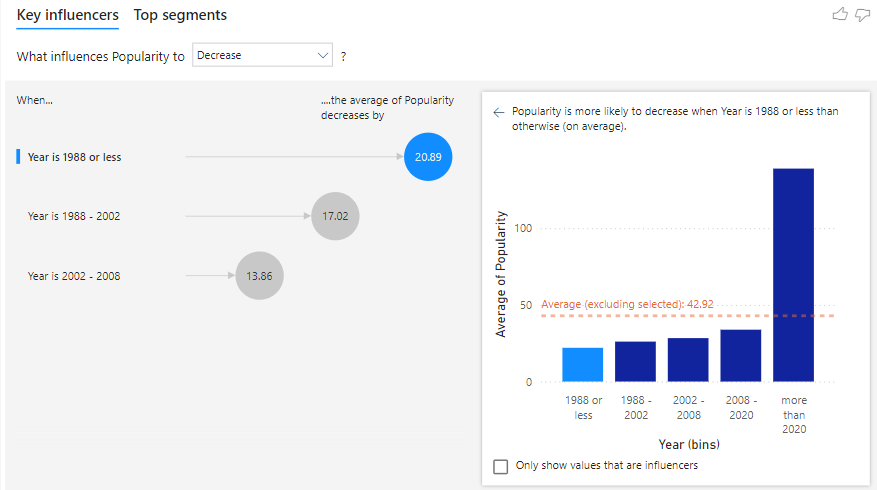 Key influencers Top segments
What influences Popularity to Decrease ?
When...
....the average of Popularity
decreases by
Year is 1988 or less 20.89
Year is 1988 - 2002 17.02
Year is 2002 - 2008 13.86
Popularity is more likely to decrease when Year is 1988 or less than
otherwise (on average).
Average of Popularity
100
50
0
Average (excluding selected): 42.92
1988 or
less
1988 -
2002
2002 -
2008
2008 -
2020
more
than
2020
Year (bins)
Only show values that are influencers